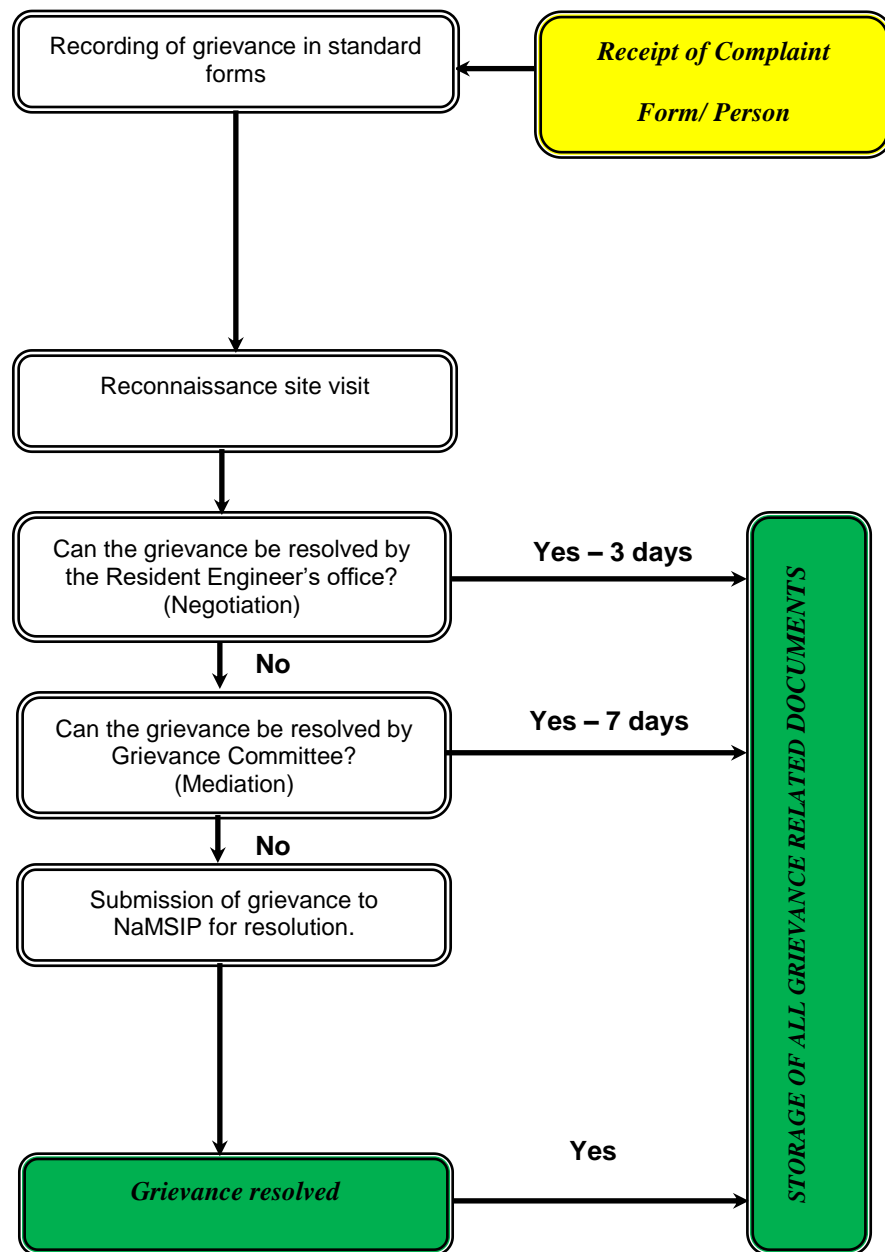 Receipt of Complaint
Form/ Person
Recording of grievance in standard
forms
Reconnaissance site visit
Can the grievance be resolved by
the Resident Engineer's office?
(Negotiation)
Yes – 3 days
No
Can the grievance be resolved by
Grievance Committee?
(Mediation)
Yes – 7 days
No
Submission of grievance to
NaMSIP for resolution.
Grievance resolved
Yes
STORAGE OF ALL GRIEVANCE RELATED DOCUMENTS